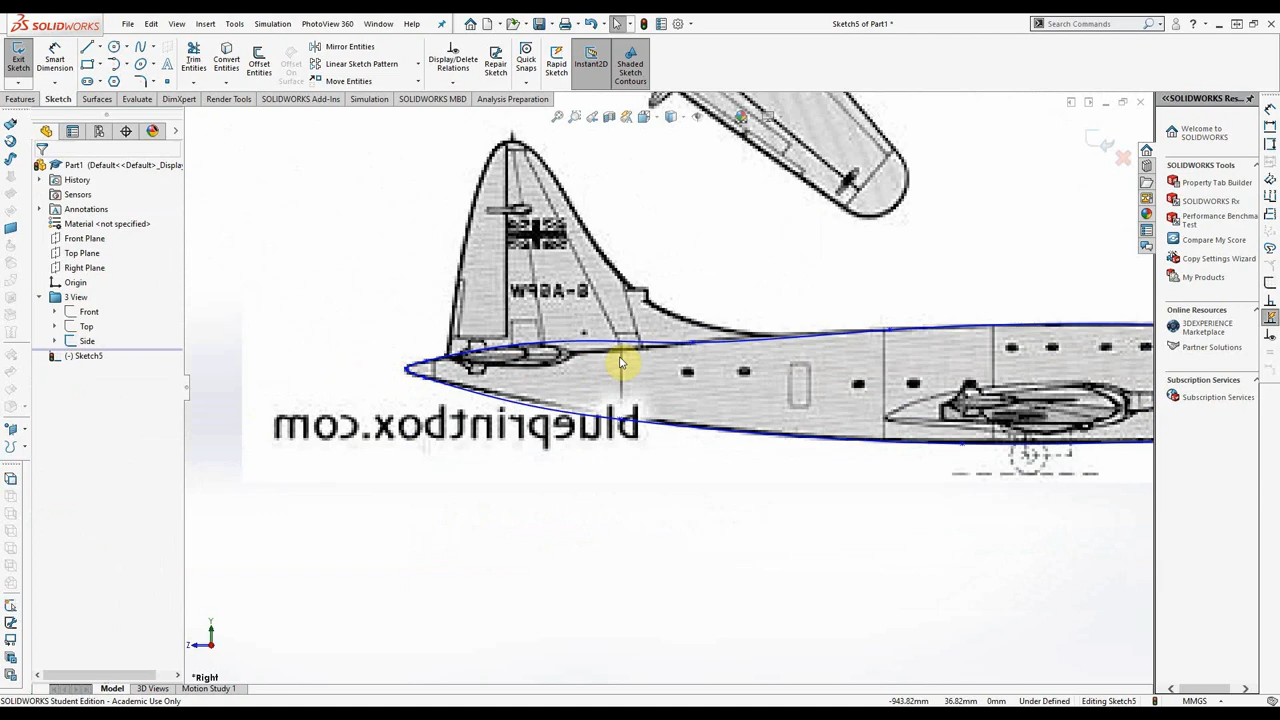 SOLIDWORKS File Edit View Insert Tools Simulation PhotoView 360 Window Help Sketch5 of Part1 * Search Commands
Exit Sketch Smart Dimension Trim Entities Convert Entities Offset Entities Offset On Surface Mirror Entities Linear Sketch Pattern Move Entities Display/Delete Relations Repair Sketch Quick Snaps Rapid Sketch Instant2D Shaded Sketch Contours
Features Sketch Surfaces Evaluate DimXpert Render Tools SOLIDWORKS Add-Ins Simulation SOLIDWORKS MBD Analysis Preparation
Part1 (Default<<Default>_Display
History
Sensors
Annotations
Material <not specified>
Front Plane
Top Plane
Right Plane
Origin
3 View
Front
Top
Side
(-) Sketch5
G-AGPW
blueprintbox.com
Y
Z
*Right
SOLIDWORKS Res...
Welcome to SOLIDWORKS
SOLIDWORKS Tools
Property Tab Builder
SOLIDWORKS Rx
Performance Benchma
Test
Compare My Score
Copy Settings Wizard
My Products
Online Resources
3DEXPERIENCE Marketplace
Partner Solutions
Subscription Services
Subscription Services
Model 3D Views Motion Study 1
SOLIDWORKS Student Edition - Academic Use Only -943.82mm 36.82mm 0mm Under Defined Editing Sketch5 MMGS